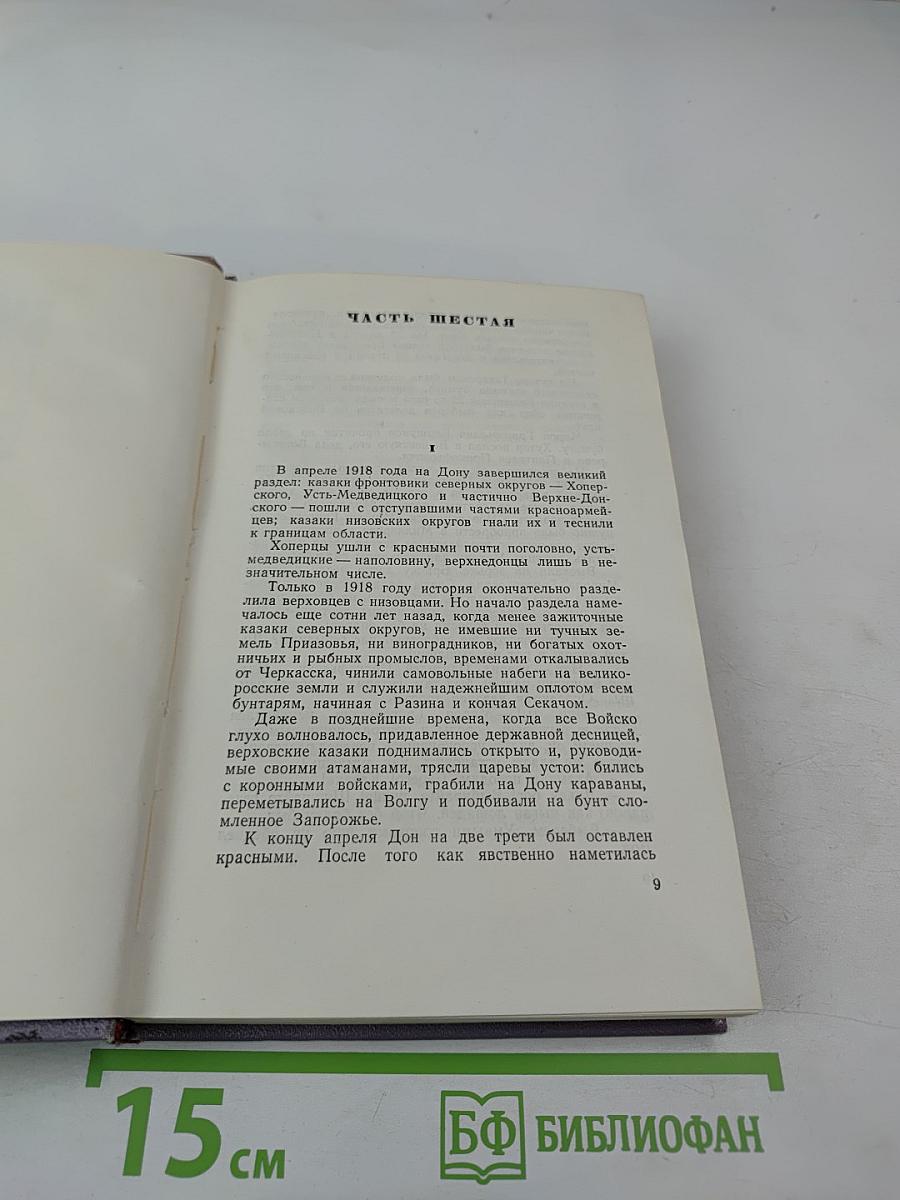 ЧАСТЬ ШЕСТАЯ
I
В апреле 1918 года на Дону завершился великий
раздел: казаки фронтовики северных округов — Хопер-
ского, Усть-Медведицкого и частично Верхне-Дон-
ского — пошли с отступавшими частями красноармей-
цев; казаки низовских округов гнали их и теснили
к границам области.
Хоперцы ушли с красными почти поголовно, усть-
медведицкие — наполовину, верхнедонцы лишь в не-
значительном числе.
Только в 1918 году история окончательно разде-
лила верховцев с низовцами. Но начало раздела наме-
чалось еще сотни лет назад, когда менее зажиточные
казаки северных округов, не имевшие ни тучных зе-
мель Приазовья, ни виноградников, ни богатых охот-
ничьих и рыбных промыслов, временами откалывались
от Черкасска, чинили самовольные набеги на велико-
росские земли и служили надежнейшим оплотом всем
бунтарям, начиная с Разина и кончая Секачом.
Даже в позднейшие времена, когда все Войско
глухо волновалось, придавленное державной десницей,
верховские казаки поднимались открыто и, руководи-
мые своими атаманами, трясли царевы устои: бились
с коронными войсками, грабили на Дону караваны,
переметывались на Волгу и подбивали на бунт сло-
мленное Запорожье.
К концу апреля Дон на две трети был оставлен
красными. После того как явственно наметилась
9
15 см
БФ БИБЛИОФАН